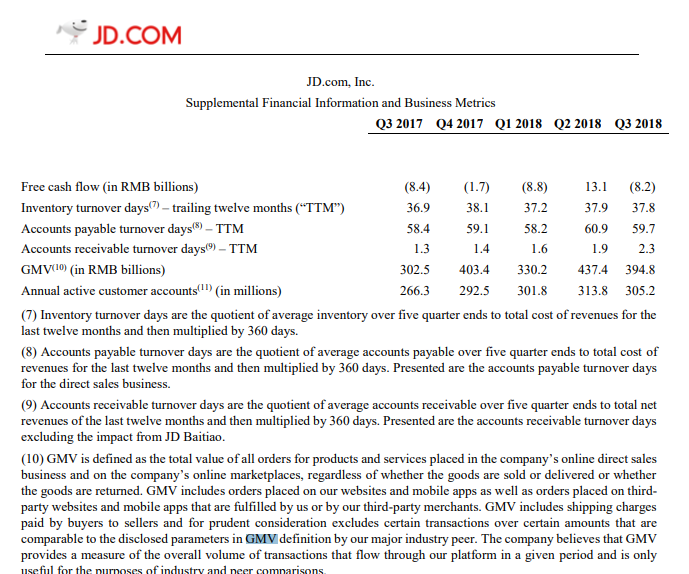 JD.COM
JD.com, Inc.
Supplemental Financial Information and Business Metrics
Q3 2017 Q4 2017 Q1 2018 Q2 2018 Q3 2018
Free cash flow (in RMB billions) (8.4) (1.7) (8.8) 13.1 (8.2)
Inventory turnover days(7) – trailing twelve months (“TTM”) 36.9 38.1 37.2 37.9 37.8
Accounts payable turnover days(8) – TTM 58.4 59.1 58.2 60.9 59.7
Accounts receivable turnover days(9) – TTM 1.3 1.4 1.6 1.9 2.3
GMV(10) (in RMB billions) 302.5 403.4 330.2 437.4 394.8
Annual active customer accounts(11) (in millions) 266.3 292.5 301.8 313.8 305.2
(7) Inventory turnover days are the quotient of average inventory over five quarter ends to total cost of revenues for the
last twelve months and then multiplied by 360 days.
(8) Accounts payable turnover days are the quotient of average accounts payable over five quarter ends to total cost of
revenues for the last twelve months and then multiplied by 360 days. Presented are the accounts payable turnover days
for the direct sales business.
(9) Accounts receivable turnover days are the quotient of average accounts receivable over five quarter ends to total net
revenues of the last twelve months and then multiplied by 360 days. Presented are the accounts receivable turnover days
excluding the impact from JD Baitiao.
(10) GMV is defined as the total value of all orders for products and services placed in the company’s online direct sales
business and on the company’s online marketplaces, regardless of whether the goods are sold or delivered or whether
the goods are returned. GMV includes orders placed on our websites and mobile apps as well as orders placed on third-
party websites and mobile apps that are fulfilled by us or by our third-party merchants. GMV includes shipping charges
paid by buyers to sellers and for prudent consideration excludes certain transactions over certain amounts that are
comparable to the disclosed parameters in GMV definition by our major industry peer. The company believes that GMV
provides a measure of the overall volume of transactions that flow through our platform in a given period and is only
useful for the purposes of industry and peer comparisons.